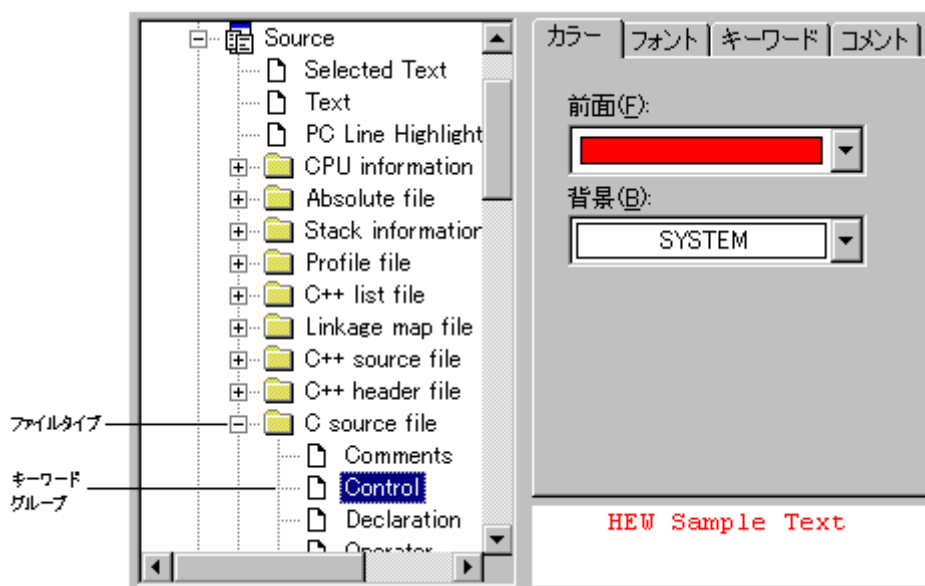 Source
Selected Text
Text
PC Line Highlight
CPU information
Absolute file
Stack information
Profile file
C++ list file
Linkage map file
C++ source file
C++ header file
C source file
Comments
Control
Declaration
Operator
ファイルタイプ
キーワード
グループ
カラー フォント キーワード コメント
前面(F):
背景(B):
SYSTEM
HEW Sample Text